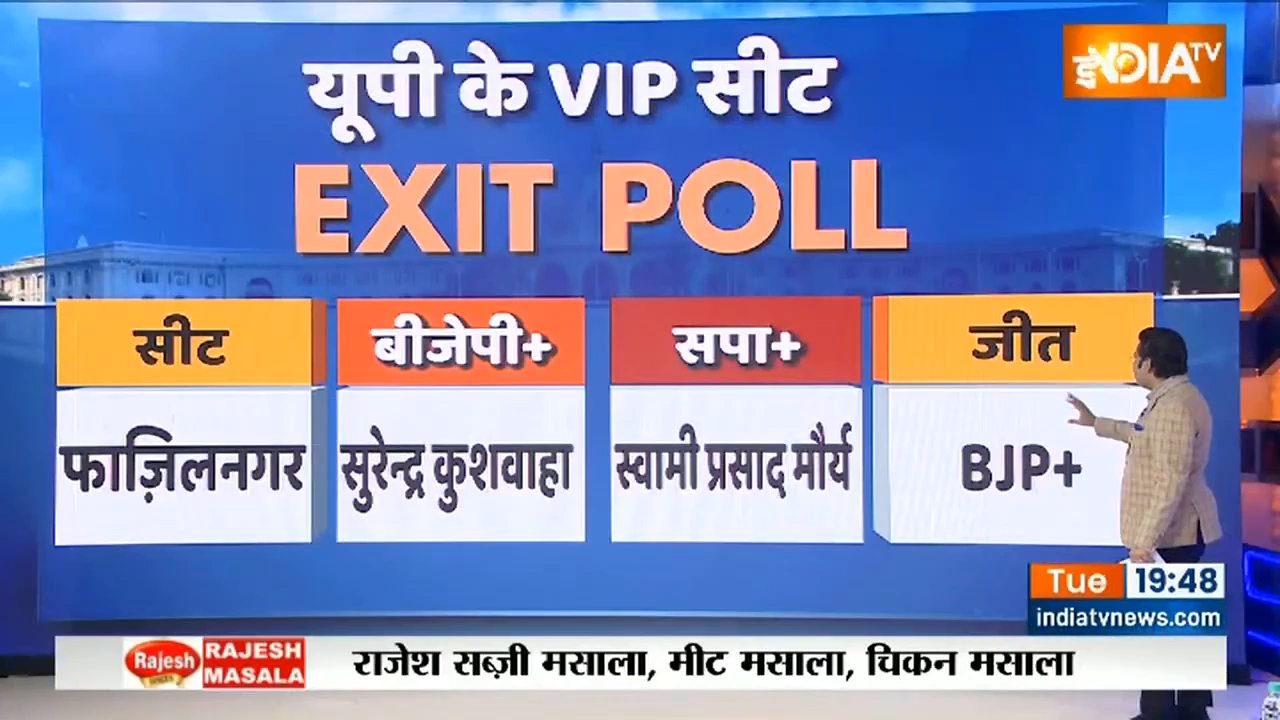 यूपी के VIP सीट
इंडिया INDIA TV
EXIT POLL
सीट
बीजेपी+
सपा+
जीत
फाज़िलनगर
सुरेन्द्र कुशवाहा
स्वामी प्रसाद मौर्य
BJP+
Tue 19:48
indiatvnews.com
Rajesh
RAJESH MASALA
राजेश सब्ज़ी मसाला, मीट मसाला, चिकन मसाला